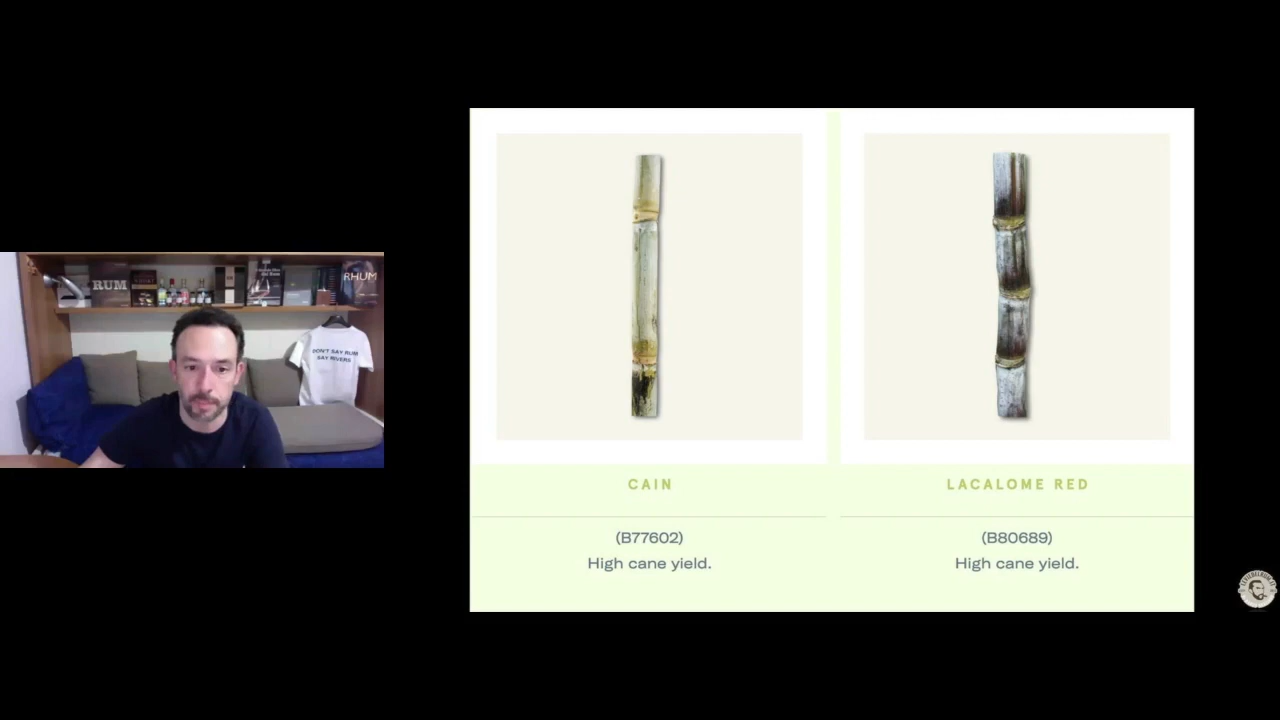 RUM
RHUM
DON'T SAY RUM
SAY RIVERS
CAIN
LACALOME RED
(B77602)
High cane yield.
(B80689)
High cane yield.